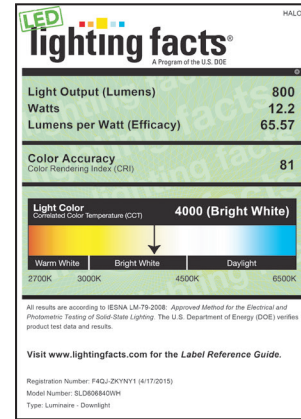 HALO
LED
lighting facts®
A Program of the U.S. DOE
Light Output (Lumens) 800
Watts 12.2
Lumens per Watt (Efficacy) 65.57
Color Accuracy
Color Rendering Index (CRI) 81
Light Color
Correlated Color Temperature (CCT) 4000 (Bright White)
Warm White Bright White Daylight
2700K 3000K 4500K 6500K
All results are according to IESNA LM-79-2008: Approved Method for the Electrical and
Photometric Testing of Solid-State Lighting. The U.S. Department of Energy (DOE) verifies
product test data and results.
Visit www.lightingfacts.com for the Label Reference Guide.
Registration Number: F4QJ-ZKYNY1 (4/17/2015)
Model Number: SLD606840WH
Type: Luminaire - Downlight